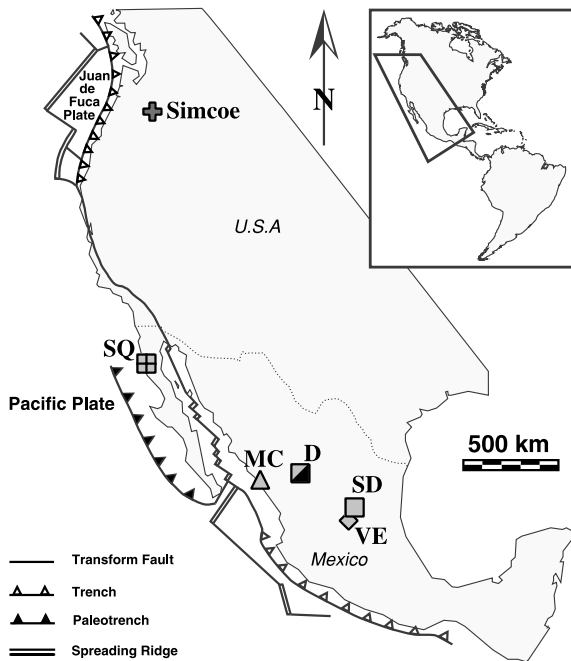 Juan
de
Fuca
Plate
Simcoe
N
U.S.A
SQ
Pacific Plate
500 km
MC
D
SD
VE
Mexico
Transform Fault
Trench
Paleotrench
Spreading Ridge